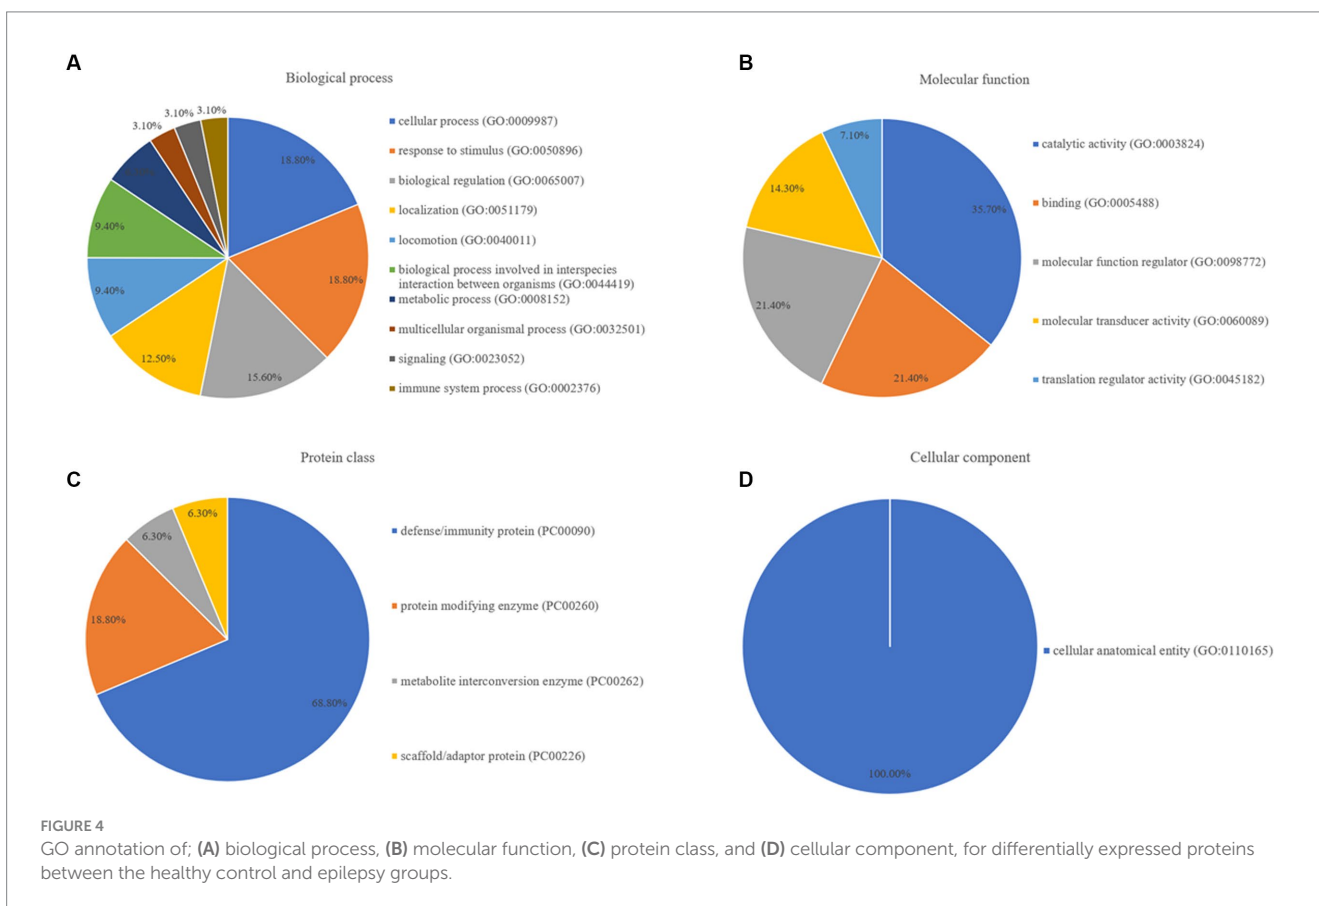 A
Biological process
3.10%
3.10%
3.10%
18.80%
18.80%
15.60%
12.50%
9.40%
9.40%
cellular process (GO:0009987)
response to stimulus (GO:0050896)
biological regulation (GO:0065007)
localization (GO:0051179)
locomotion (GO:0040011)
biological process involved in interspecies
interaction between organisms (GO:0044419)
metabolic process (GO:0008152)
multicellular organismal process (GO:0032501)
signaling (GO:0023052)
immune system process (GO:0002376)
B
Molecular function
7.10%
14.30%
35.70%
21.40%
21.40%
catalytic activity (GO:0003824)
binding (GO:0005488)
molecular function regulator (GO:0098772)
molecular transducer activity (GO:0060089)
translation regulator activity (GO:0045182)
C
Protein class
6.30%
6.30%
18.80%
68.80%
defense/immunity protein (PC00090)
protein modifying enzyme (PC00260)
metabolite interconversion enzyme (PC00262)
scaffold/adaptor protein (PC00226)
D
Cellular component
100.00%
cellular anatomical entity (GO:0110165)
FIGURE 4
GO annotation of; (A) biological process, (B) molecular function, (C) protein class, and (D) cellular component, for differentially expressed proteins
between the healthy control and epilepsy groups.